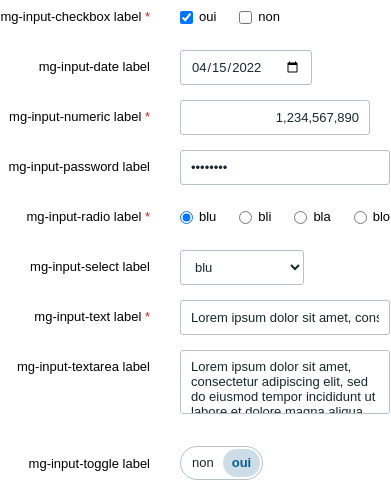 mg-input-checkbox label * oui non
mg-input-date label 04/15/2022
mg-input-numeric label * 1,234,567,890
mg-input-password label ••••••••
mg-input-radio label * blu bli bla blo
mg-input-select label blu
mg-input-text label * Lorem ipsum dolor sit amet, cons
mg-input-textarea label Lorem ipsum dolor sit amet,
consectetur adipiscing elit, sed
do eiusmod tempor incididunt ut
labore et dolore magna aliqua
mg-input-toggle label non oui